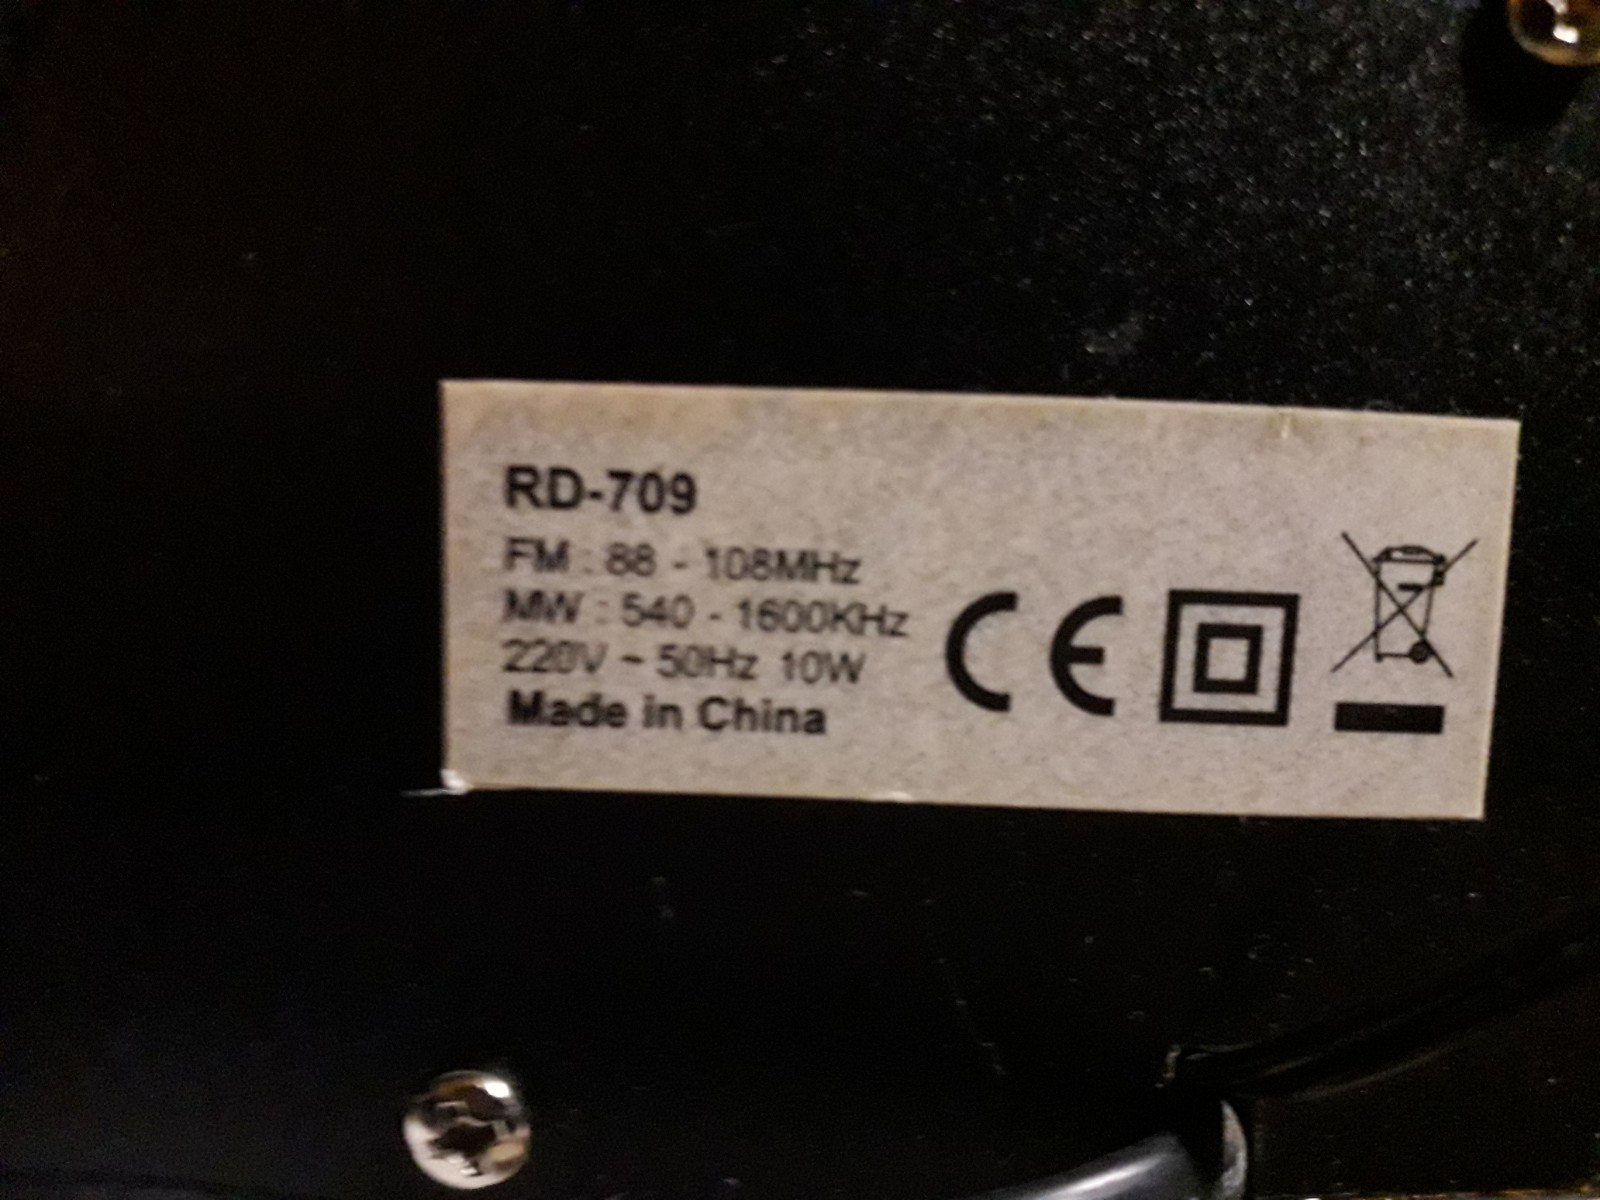 RD-709
FM : 88 - 108MHz
MW : 540 - 1600KHz
220V ~ 50Hz 10W
Made in China
CE